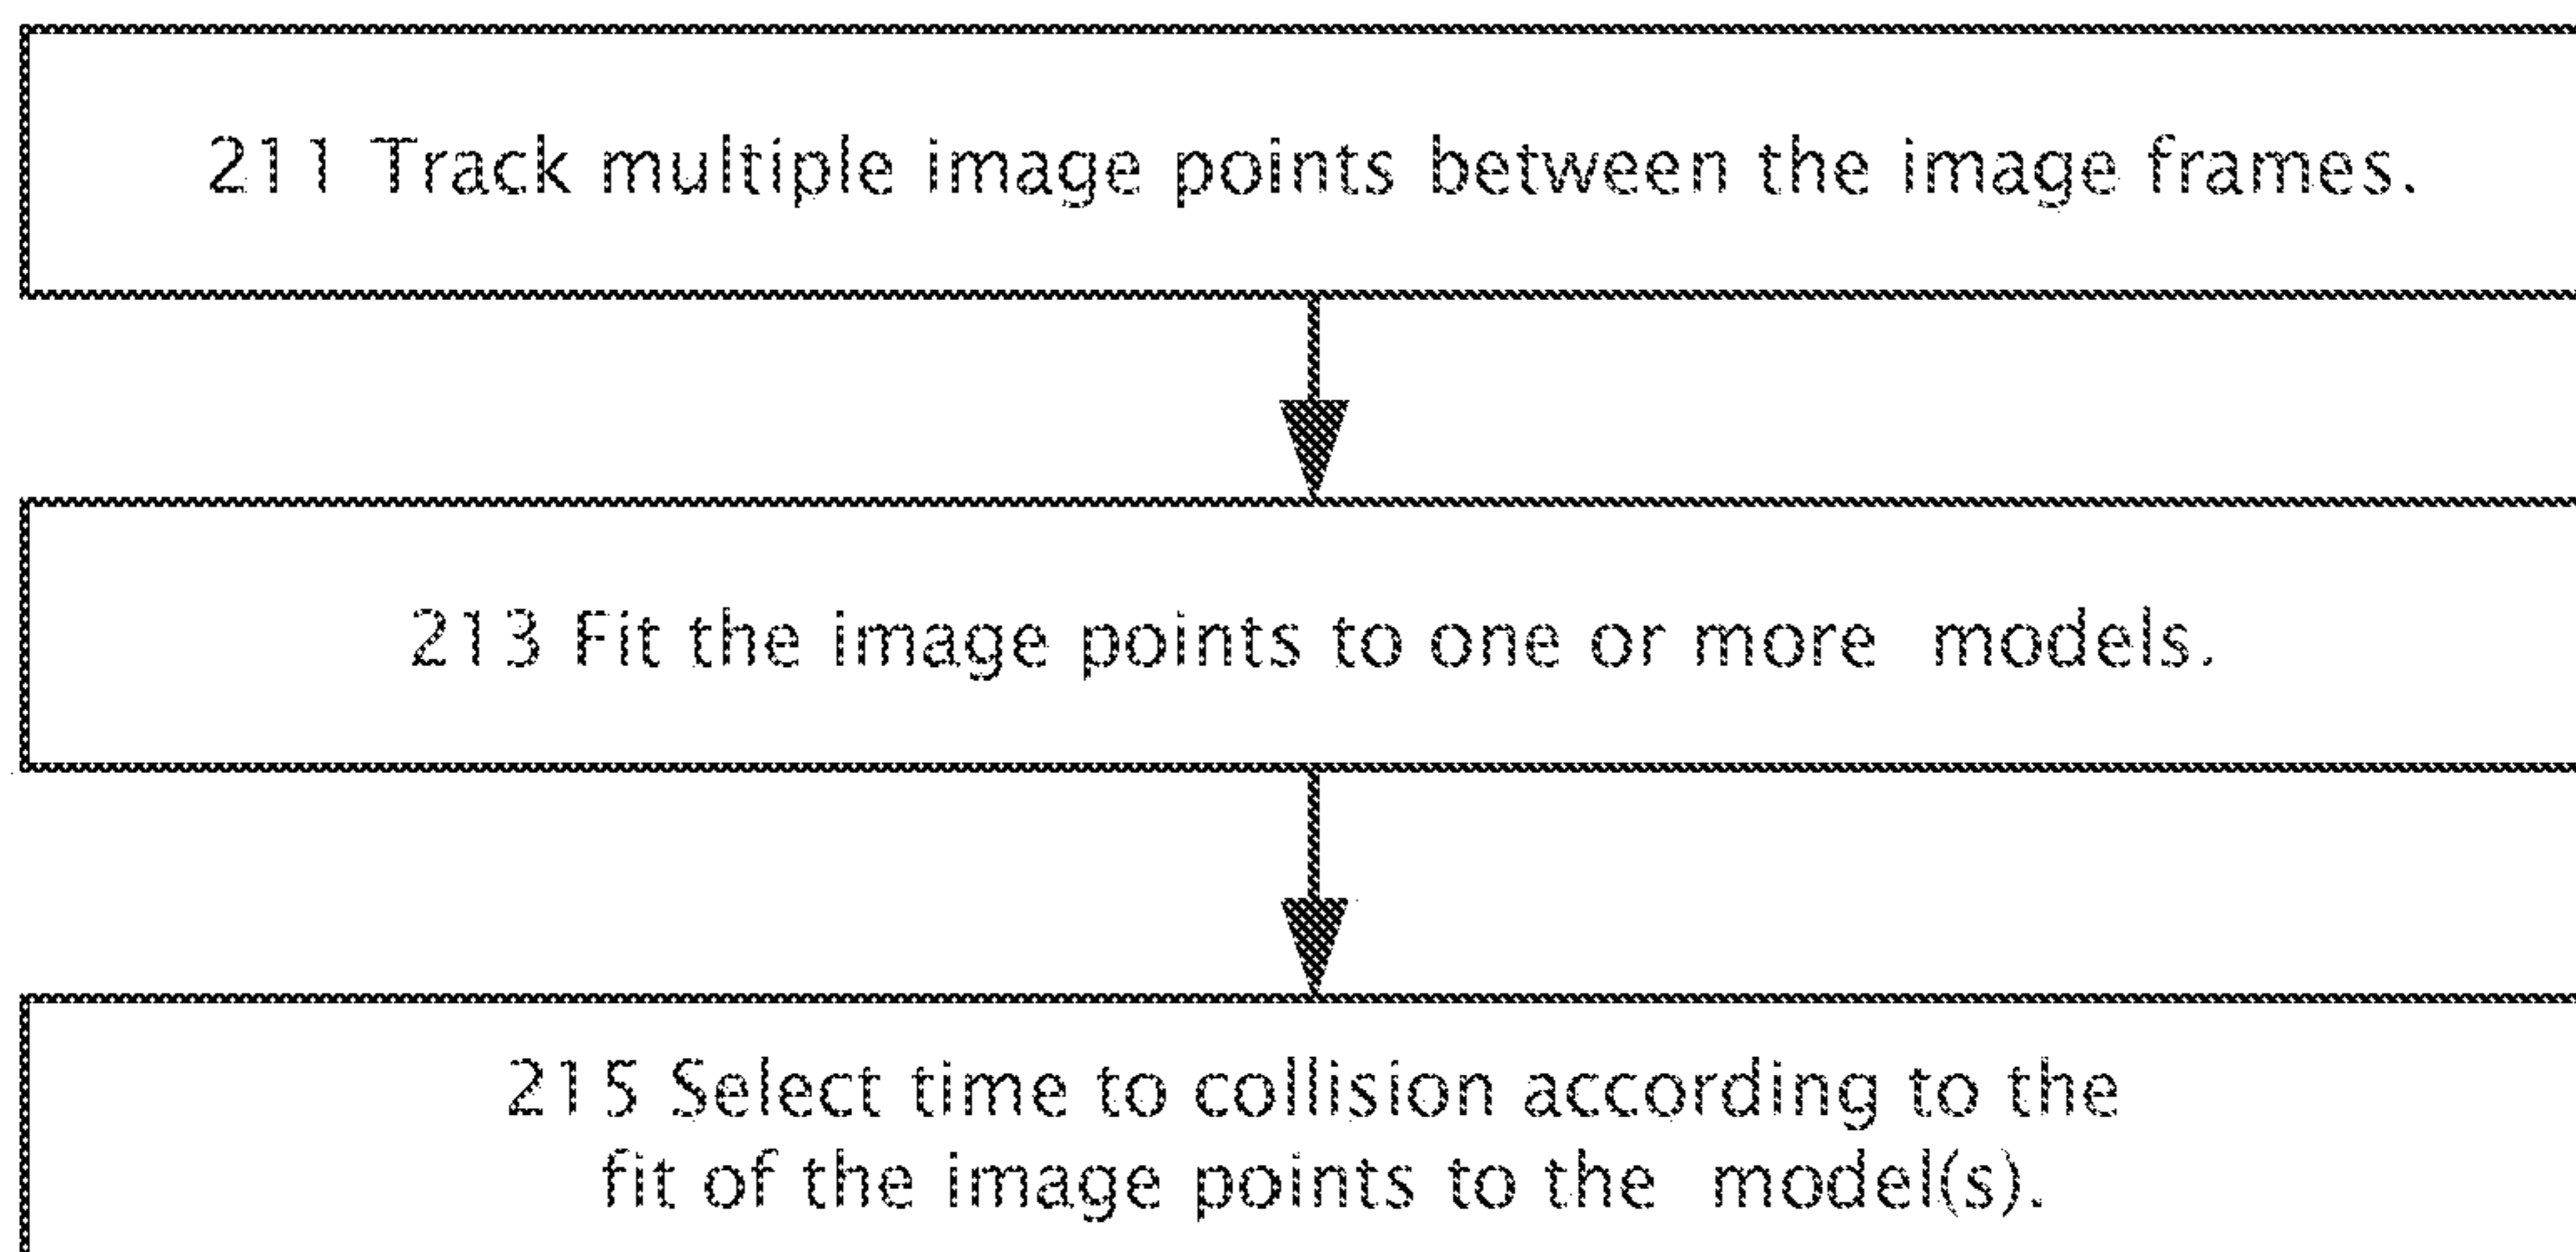 211 Track multiple image points between the image frames.
213 Fit the image points to one or more models.
215 Select time to collision according to the
fit of the image points to the model(s).